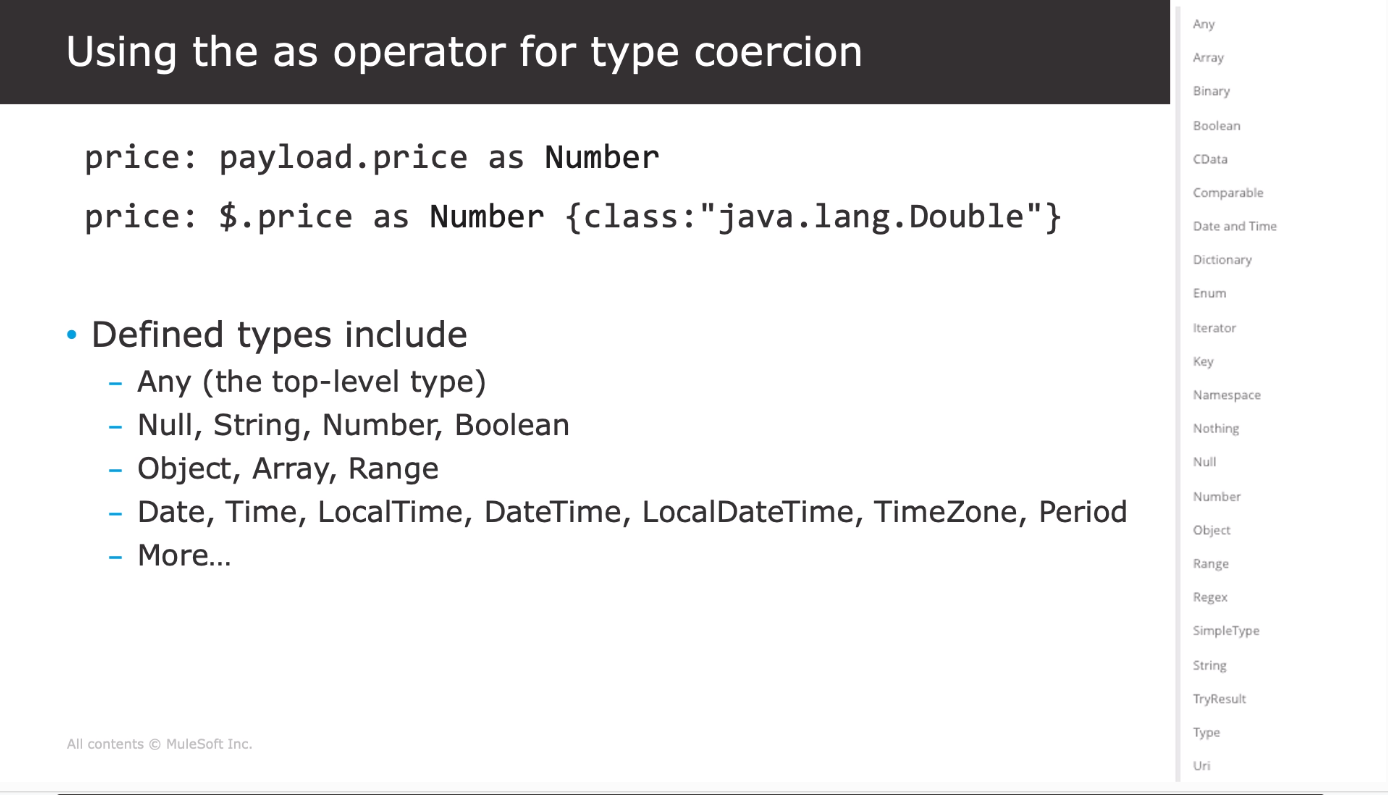 Using the as operator for type coercion
price: payload.price as Number
price: $.price as Number {class:"java.lang.Double"}
• Defined types include
– Any (the top-level type)
– Null, String, Number, Boolean
– Object, Array, Range
– Date, Time, LocalTime, DateTime, LocalDateTime, TimeZone, Period
– More…
All contents © MuleSoft Inc.
Any
Array
Binary
Boolean
CData
Comparable
Date and Time
Dictionary
Enum
Iterator
Key
Namespace
Nothing
Null
Number
Object
Range
Regex
SimpleType
String
TryResult
Type
Uri